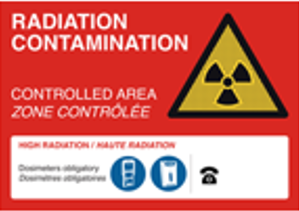 RADIATION
CONTAMINATION
CONTROLLED AREA
ZONE CONTRÔLÉE
HIGH RADIATION / HAUTE RADIATION
Dosimeters obligatory
Dosimètres obligatoires